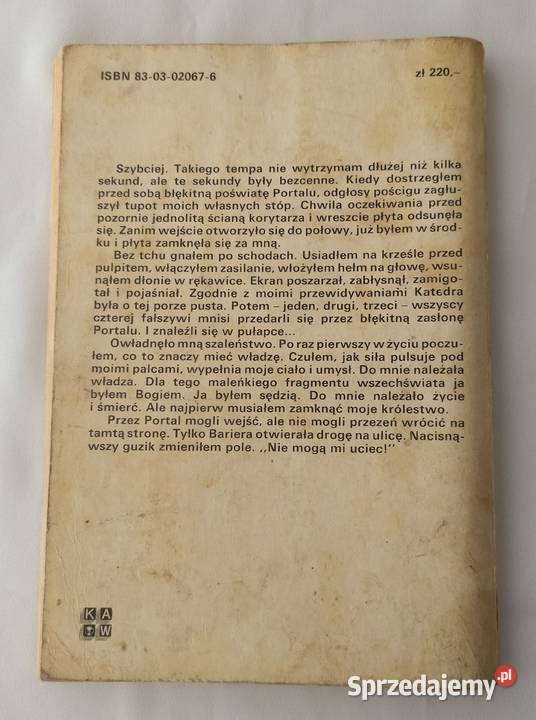 ISBN 83-03-02067-6
zł 220,-
Szybciej. Takiego tempa nie wytrzymam dłużej niż kilka
sekund, ale te sekundy były bezcenne. Kiedy dostrzegłem
przed sobą błękitną poświatę Portalu, odgłosy pościgu zagłu-
szył tupot moich własnych stóp. Chwila oczekiwania przed
pozornie jednolitą ścianą korytarza i wreszcie płyta odsunęła
się. Zanim wejście otworzyło się do połowy, już byłem w środ-
ku i płyta zamknęła się za mną.
Bez tchu gnałem po schodach. Usiadłem na krześle przed
pulpitem, włączyłem zasilanie, włożyłem hełm na głowę, wsu-
nąłem dłonie w rękawice. Ekran poszarzał, zabłysnął, zamigo-
tał i pojaśniał. Zgodnie z moimi przewidywaniami Katedra
była o tej porze pusta. Potem - jeden, drugi, trzeci - wszyscy
czterej fałszywi mnisi przedarli się przez błękitną zasłonę
Portalu. I znaleźli się w pułapce...
Owładnęło mną szaleństwo. Po raz pierwszy w życiu poczu-
łem, co to znaczy mieć władzę. Czułem, jak siła pulsuje pod
moimi palcami, wypełnia moje ciało i umysł. Do mnie należała
władza. Dla tego maleńkiego fragmentu wszechświata ja
byłem Bogiem. Ja byłem sędzią. Do mnie należało życie
i śmierć. Ale najpierw musiałem zamknąć moje królestwo.
Przez Portal mogli wejść, ale nie mogli przezeń wrócić na
tamtą stronę. Tylko Bariera otwierała drogę na ulicę. Nacisną-
wszy guzik zmieniłem pole. ,,Nie mogą mi uciec!"
K A
W
Sprzedajemy.pl